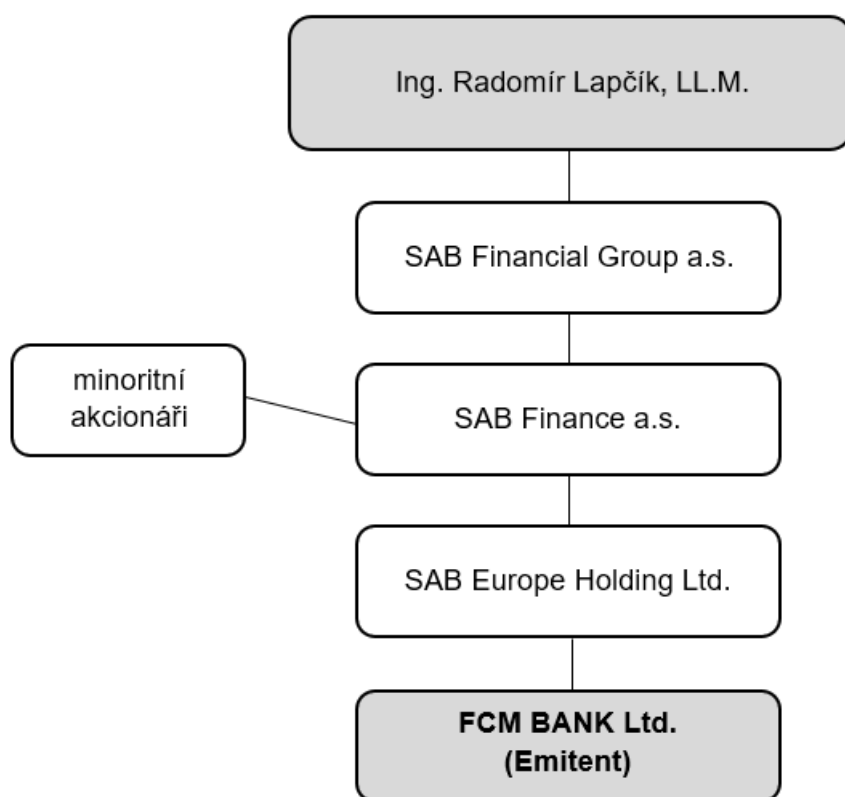 Ing. Radomír Lapčík, LL.M.
SAB Financial Group a.s.
minoritní
akcionáři
SAB Finance a.s.
SAB Europe Holding Ltd.
FCM BANK Ltd.
(Emitent)